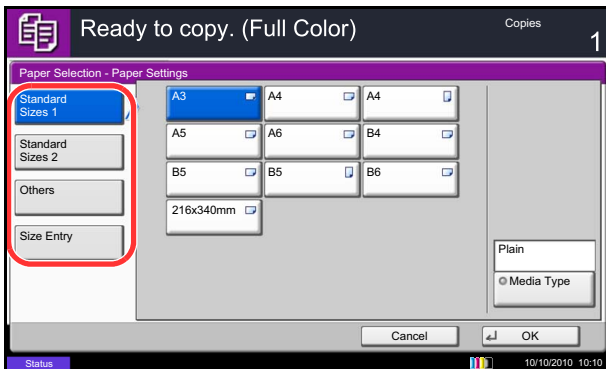 Ready to copy. (Full Color)
Copies
1
Paper Selection - Paper Settings
Standard
Sizes 1
Standard
Sizes 2
Others
Size Entry
A3
A4
A4
A5
A6
B4
B5
B5
B6
216x340mm
Plain
Media Type
Cancel
OK
Status
10/10/2010 10:10